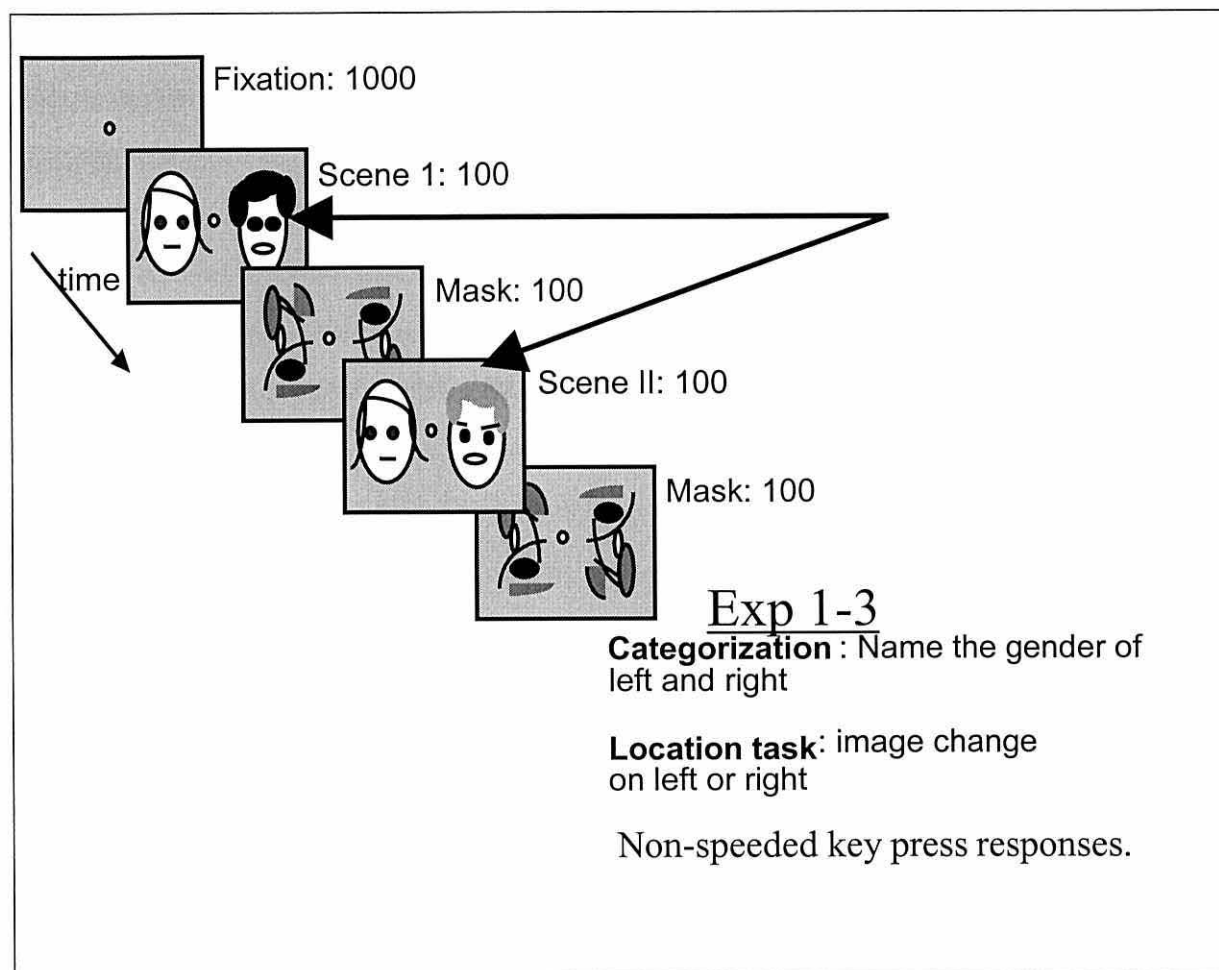 Fixation: 1000
Scene 1: 100
time
Mask: 100
Scene II: 100
Mask: 100
Exp 1-3
Categorization : Name the gender of
left and right
Location task: image change
on left or right
Non-speeded key press responses.